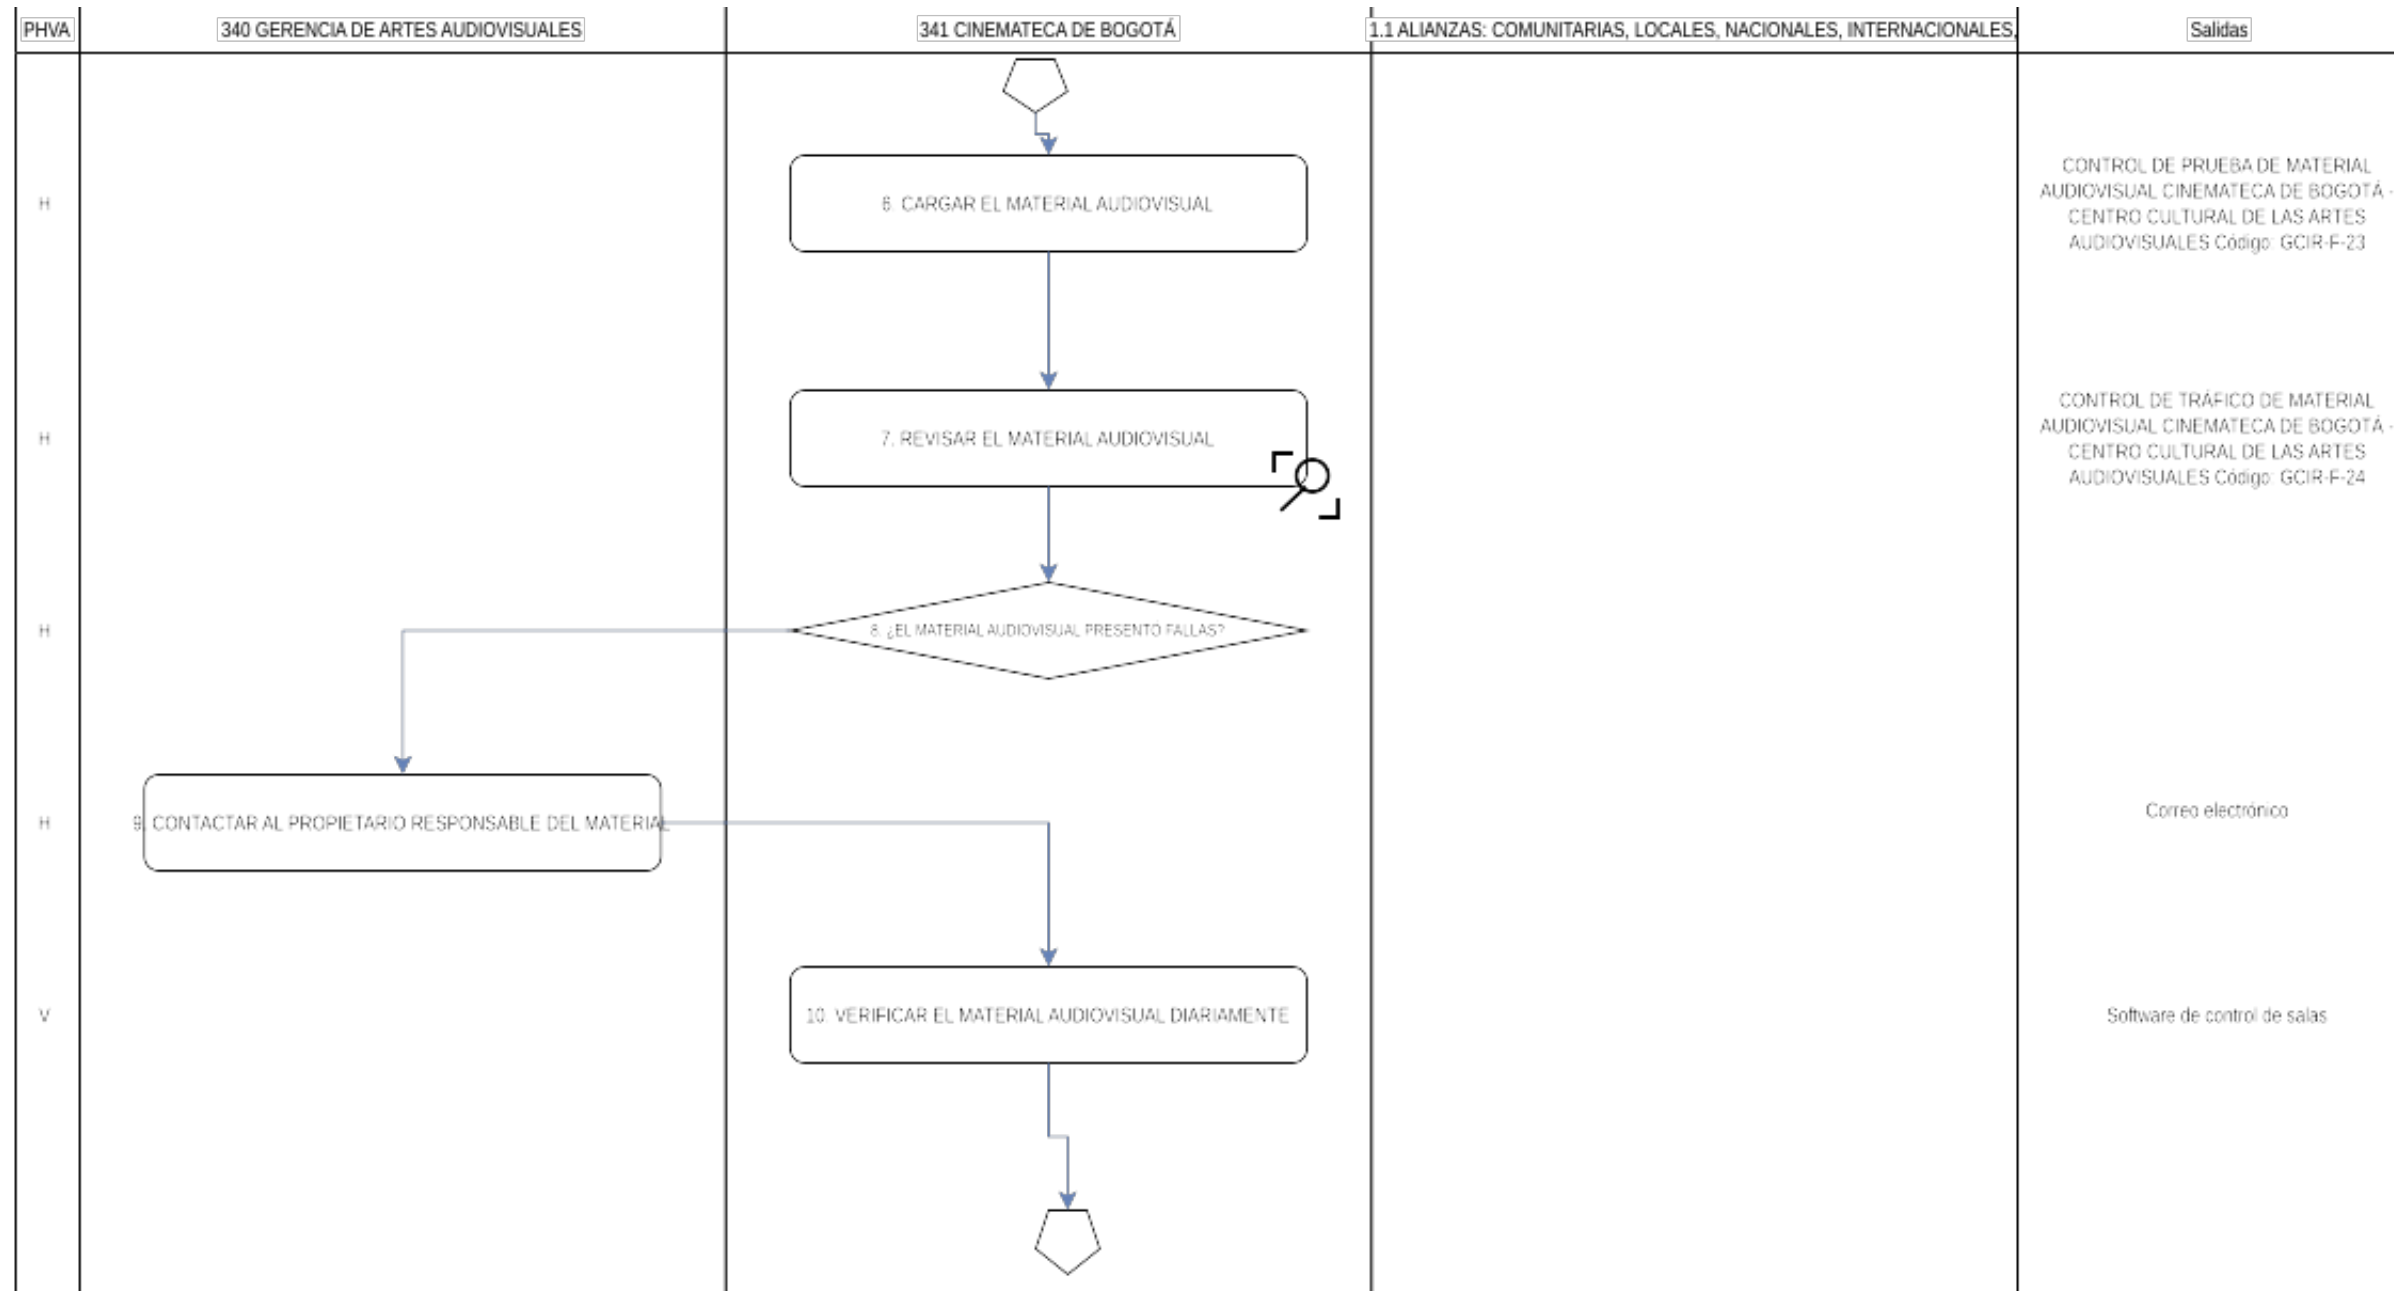 PHVA
340 GERENCIA DE ARTES AUDIOVISUALES
341 CINEMATECA DE BOGOTÁ
1.1 ALIANZAS: COMUNITARIAS, LOCALES, NACIONALES, INTERNACIONALES,
Salidas
H
6. CARGAR EL MATERIAL AUDIOVISUAL
CONTROL DE PRUEBA DE MATERIAL
AUDIOVISUAL CINEMATECA DE BOGOTÁ -
CENTRO CULTURAL DE LAS ARTES
AUDIOVISUALES Código: GCIR-F-23
H
7. REVISAR EL MATERIAL AUDIOVISUAL
CONTROL DE TRÁFICO DE MATERIAL
AUDIOVISUAL CINEMATECA DE BOGOTÁ -
CENTRO CULTURAL DE LAS ARTES
AUDIOVISUALES Código: GCIR-F-24
H
8. ¿EL MATERIAL AUDIOVISUAL PRESENTO FALLAS?
H
9. CONTACTAR AL PROPIETARIO RESPONSABLE DEL MATERIAL
Correo electrónico
V
10. VERIFICAR EL MATERIAL AUDIOVISUAL DIARIAMENTE
Software de control de salas